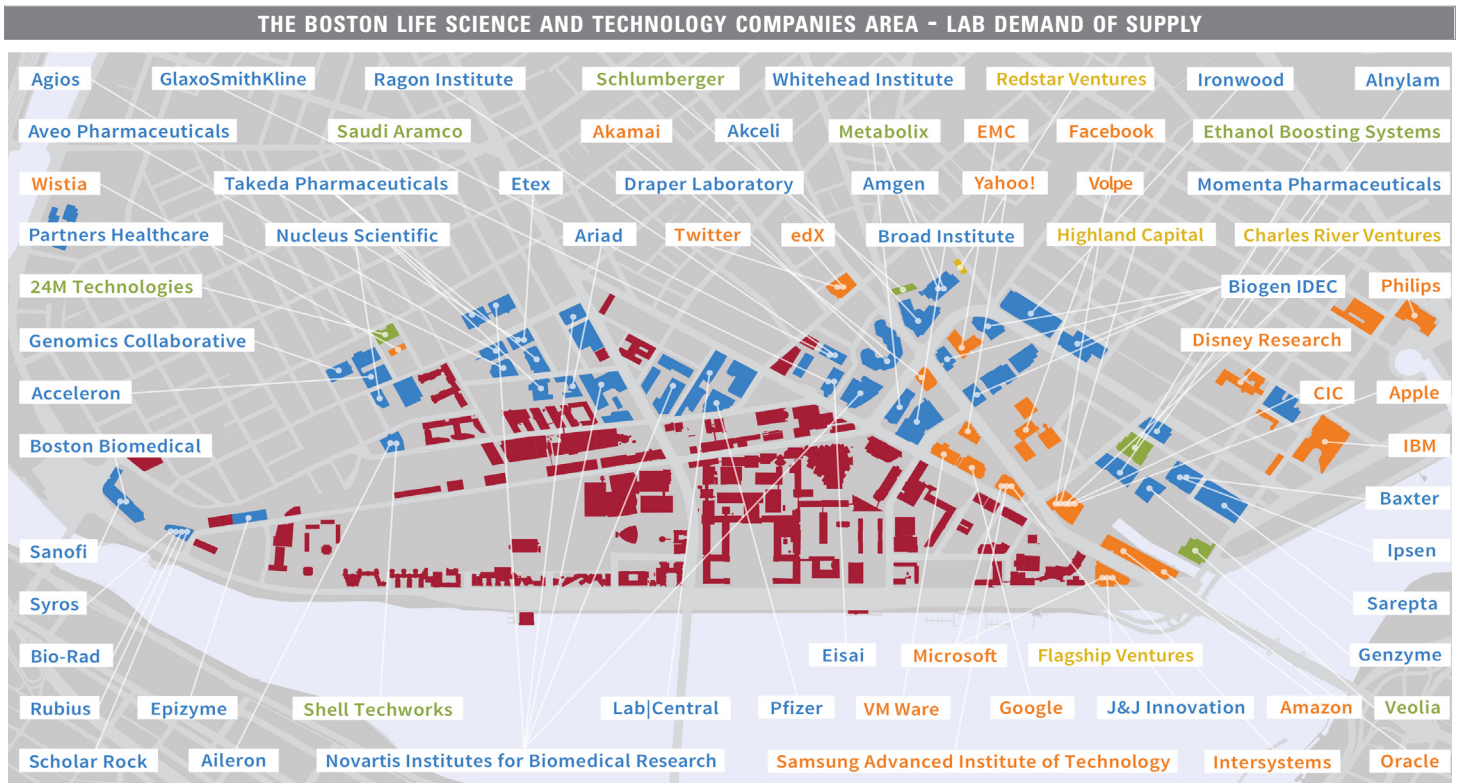 THE BOSTON LIFE SCIENCE AND TECHNOLOGY COMPANIES AREA - LAB DEMAND OF SUPPLY
Agios
GlaxoSmithKline
Ragon Institute
Schlumberger
Whitehead Institute
Redstar Ventures
Ironwood
Alnylam
Aveo Pharmaceuticals
Saudi Aramco
Akamai
Akceli
Metabolix
EMC
Facebook
Ethanol Boosting Systems
Wistia
Takeda Pharmaceuticals
Etex
Draper Laboratory
Amgen
Yahoo!
Volpe
Momenta Pharmaceuticals
Partners Healthcare
Nucleus Scientific
Ariad
Twitter
edX
Broad Institute
Highland Capital
Charles River Ventures
24M Technologies
Biogen IDEC
Philips
Genomics Collaborative
Disney Research
Acceleron
CIC
Apple
Boston Biomedical
IBM
Baxter
Sanofi
Ipsen
Syros
Sarepta
Bio-Rad
Eisai
Microsoft
Flagship Ventures
Genzyme
Rubius
Epizyme
Shell Techworks
Lab|Central
Pfizer
VM Ware
Google
J&J Innovation
Amazon
Veolia
Scholar Rock
Aileron
Novartis Institutes for Biomedical Research
Samsung Advanced Institute of Technology
Intersystems
Oracle